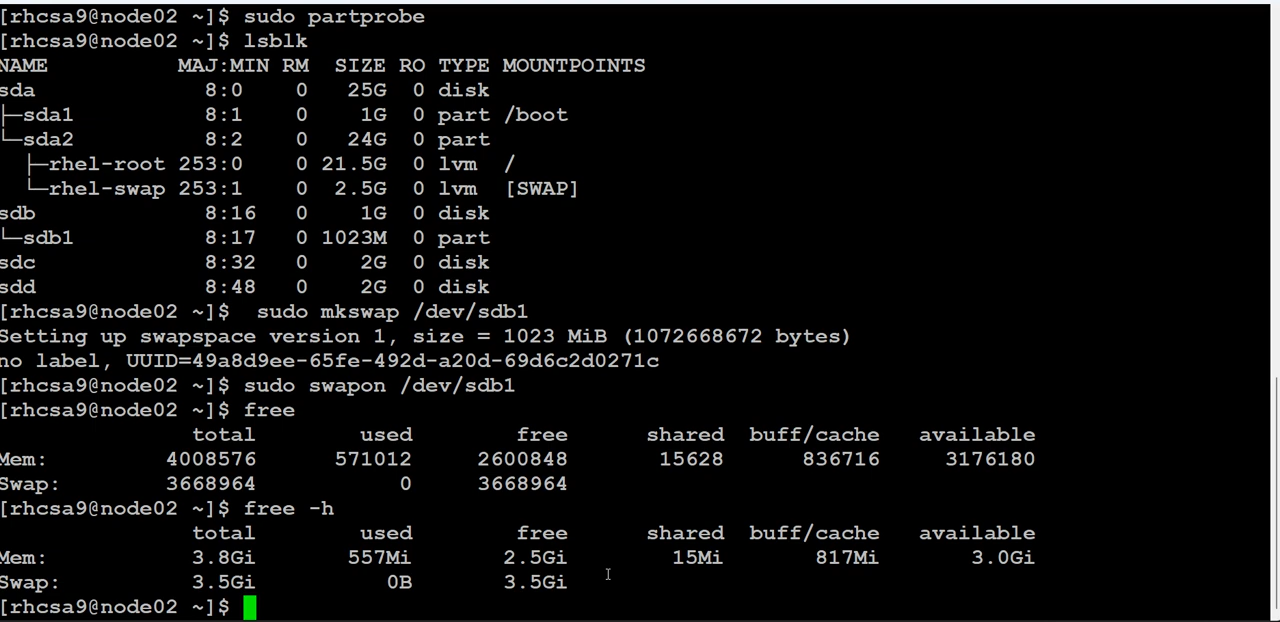 [rhcsa9@node02 ~]$ sudo partprobe
[rhcsa9@node02 ~]$ lsblk
NAME          MAJ:MIN RM  SIZE RO TYPE MOUNTPOINTS
sda             8:0    0   25G  0 disk
├─sda1          8:1    0    1G  0 part /boot
└─sda2          8:2    0   24G  0 part
  ├─rhel-root 253:0    0 21.5G  0 lvm  /
  └─rhel-swap 253:1    0  2.5G  0 lvm  [SWAP]
sdb             8:16   0    1G  0 disk
└─sdb1          8:17   0 1023M  0 part
sdc             8:32   0    2G  0 disk
sdd             8:48   0    2G  0 disk
[rhcsa9@node02 ~]$  sudo mkswap /dev/sdb1
Setting up swapspace version 1, size = 1023 MiB (1072668672 bytes)
no label, UUID=49a8d9ee-65fe-492d-a20d-69d6c2d0271c
[rhcsa9@node02 ~]$ sudo swapon /dev/sdb1
[rhcsa9@node02 ~]$ free
               total        used        free      shared  buff/cache   available
Mem:         4008576      571012     2600848       15628      836716     3176180
Swap:        3668964           0     3668964
[rhcsa9@node02 ~]$ free -h
               total        used        free      shared  buff/cache   available
Mem:           3.8Gi       557Mi       2.5Gi        15Mi       817Mi       3.0Gi
Swap:          3.5Gi          0B       3.5Gi
[rhcsa9@node02 ~]$